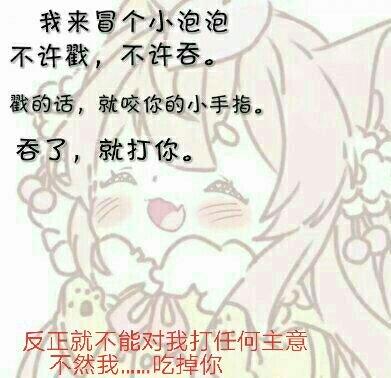 我来冒个小泡泡
不许戳，不许吞。
戳的话，就咬你的小手指。
吞了，就打你。
反正就不能对我打任何主意
不然我……吃掉你